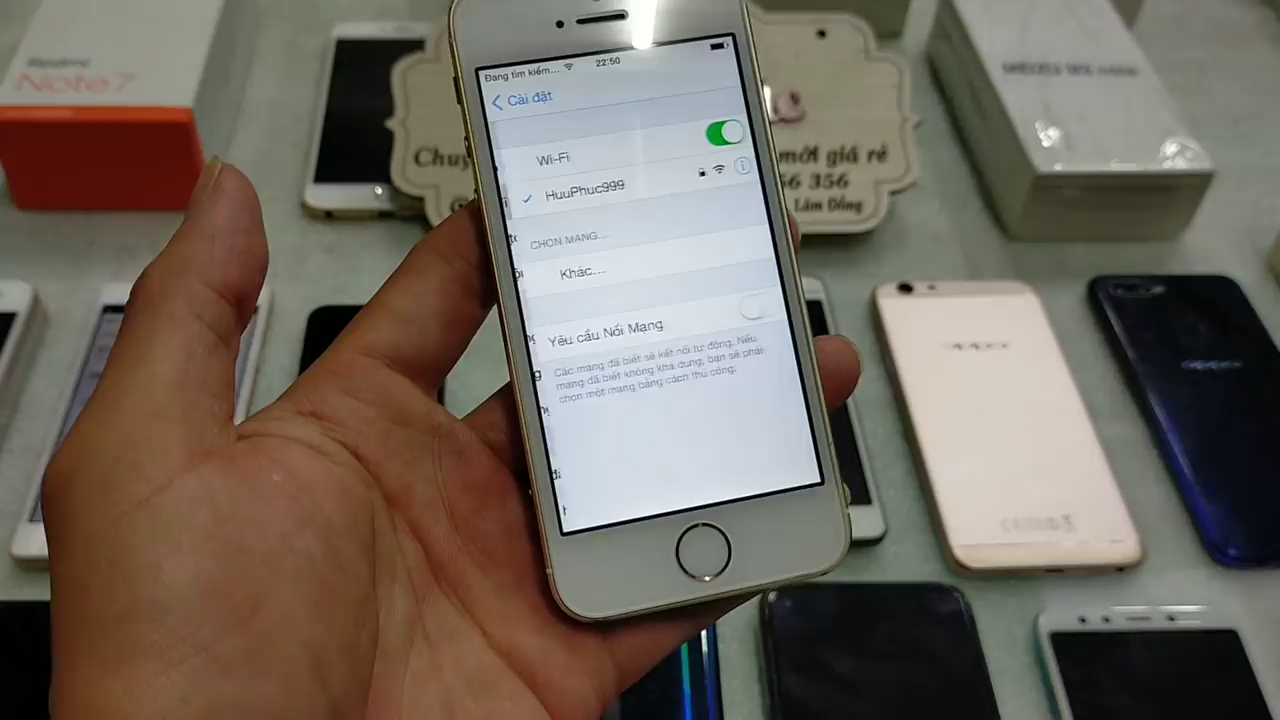 Redmi
Note 7
Đang tìm kiếm...
22:50
Cài đặt
Wi-Fi
HuuPhuc999
CHỌN MẠNG...
Khác...
Yêu cầu Nối Mạng
Các mạng đã biết sẽ kết nối tự động. Nếu
mạng đã biết không khả dụng, bạn sẽ phải
chọn một mạng bằng cách thủ công.
mới giá rẻ
356
Lâm Đồng
OPPO
OPPO